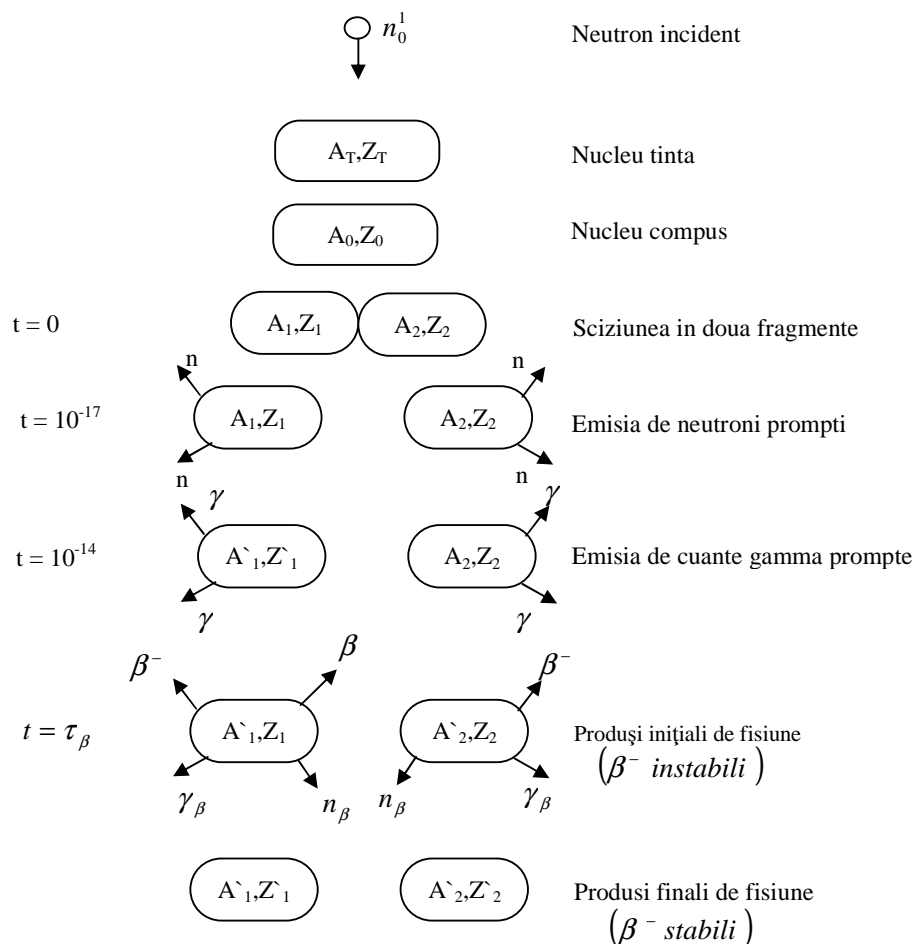 n₀¹ Neutron incident
A_T,Z_T Nucleu tinta
A₀,Z₀ Nucleu compus
t = 0 A₁,Z₁ A₂,Z₂ Sciziunea in doua fragmente
n n
t = 10⁻¹⁷ A₁,Z₁ A₂,Z₂ Emisia de neutroni prompti
n n
γ γ
t = 10⁻¹⁴ A`₁,Z`₁ A₂,Z₂ Emisia de cuante gamma prompte
γ γ
β⁻ β β⁻
t = τ_β A`₁,Z₁ A`₂,Z₂ Produşi iniţiali de fisiune
(β⁻ instabili)
γ_β n_β n_β γ_β
A`₁,Z`₁ A`₂,Z`₂ Produsi finali de fisiune
(β⁻ stabili)